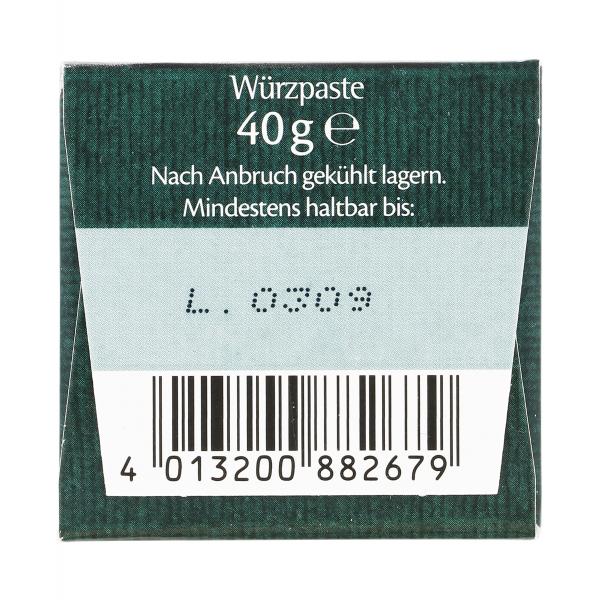 Würzpaste
40 g ℮
Nach Anbruch gekühlt lagern.
Mindestens haltbar bis:
L. 0309
4 013200 882679